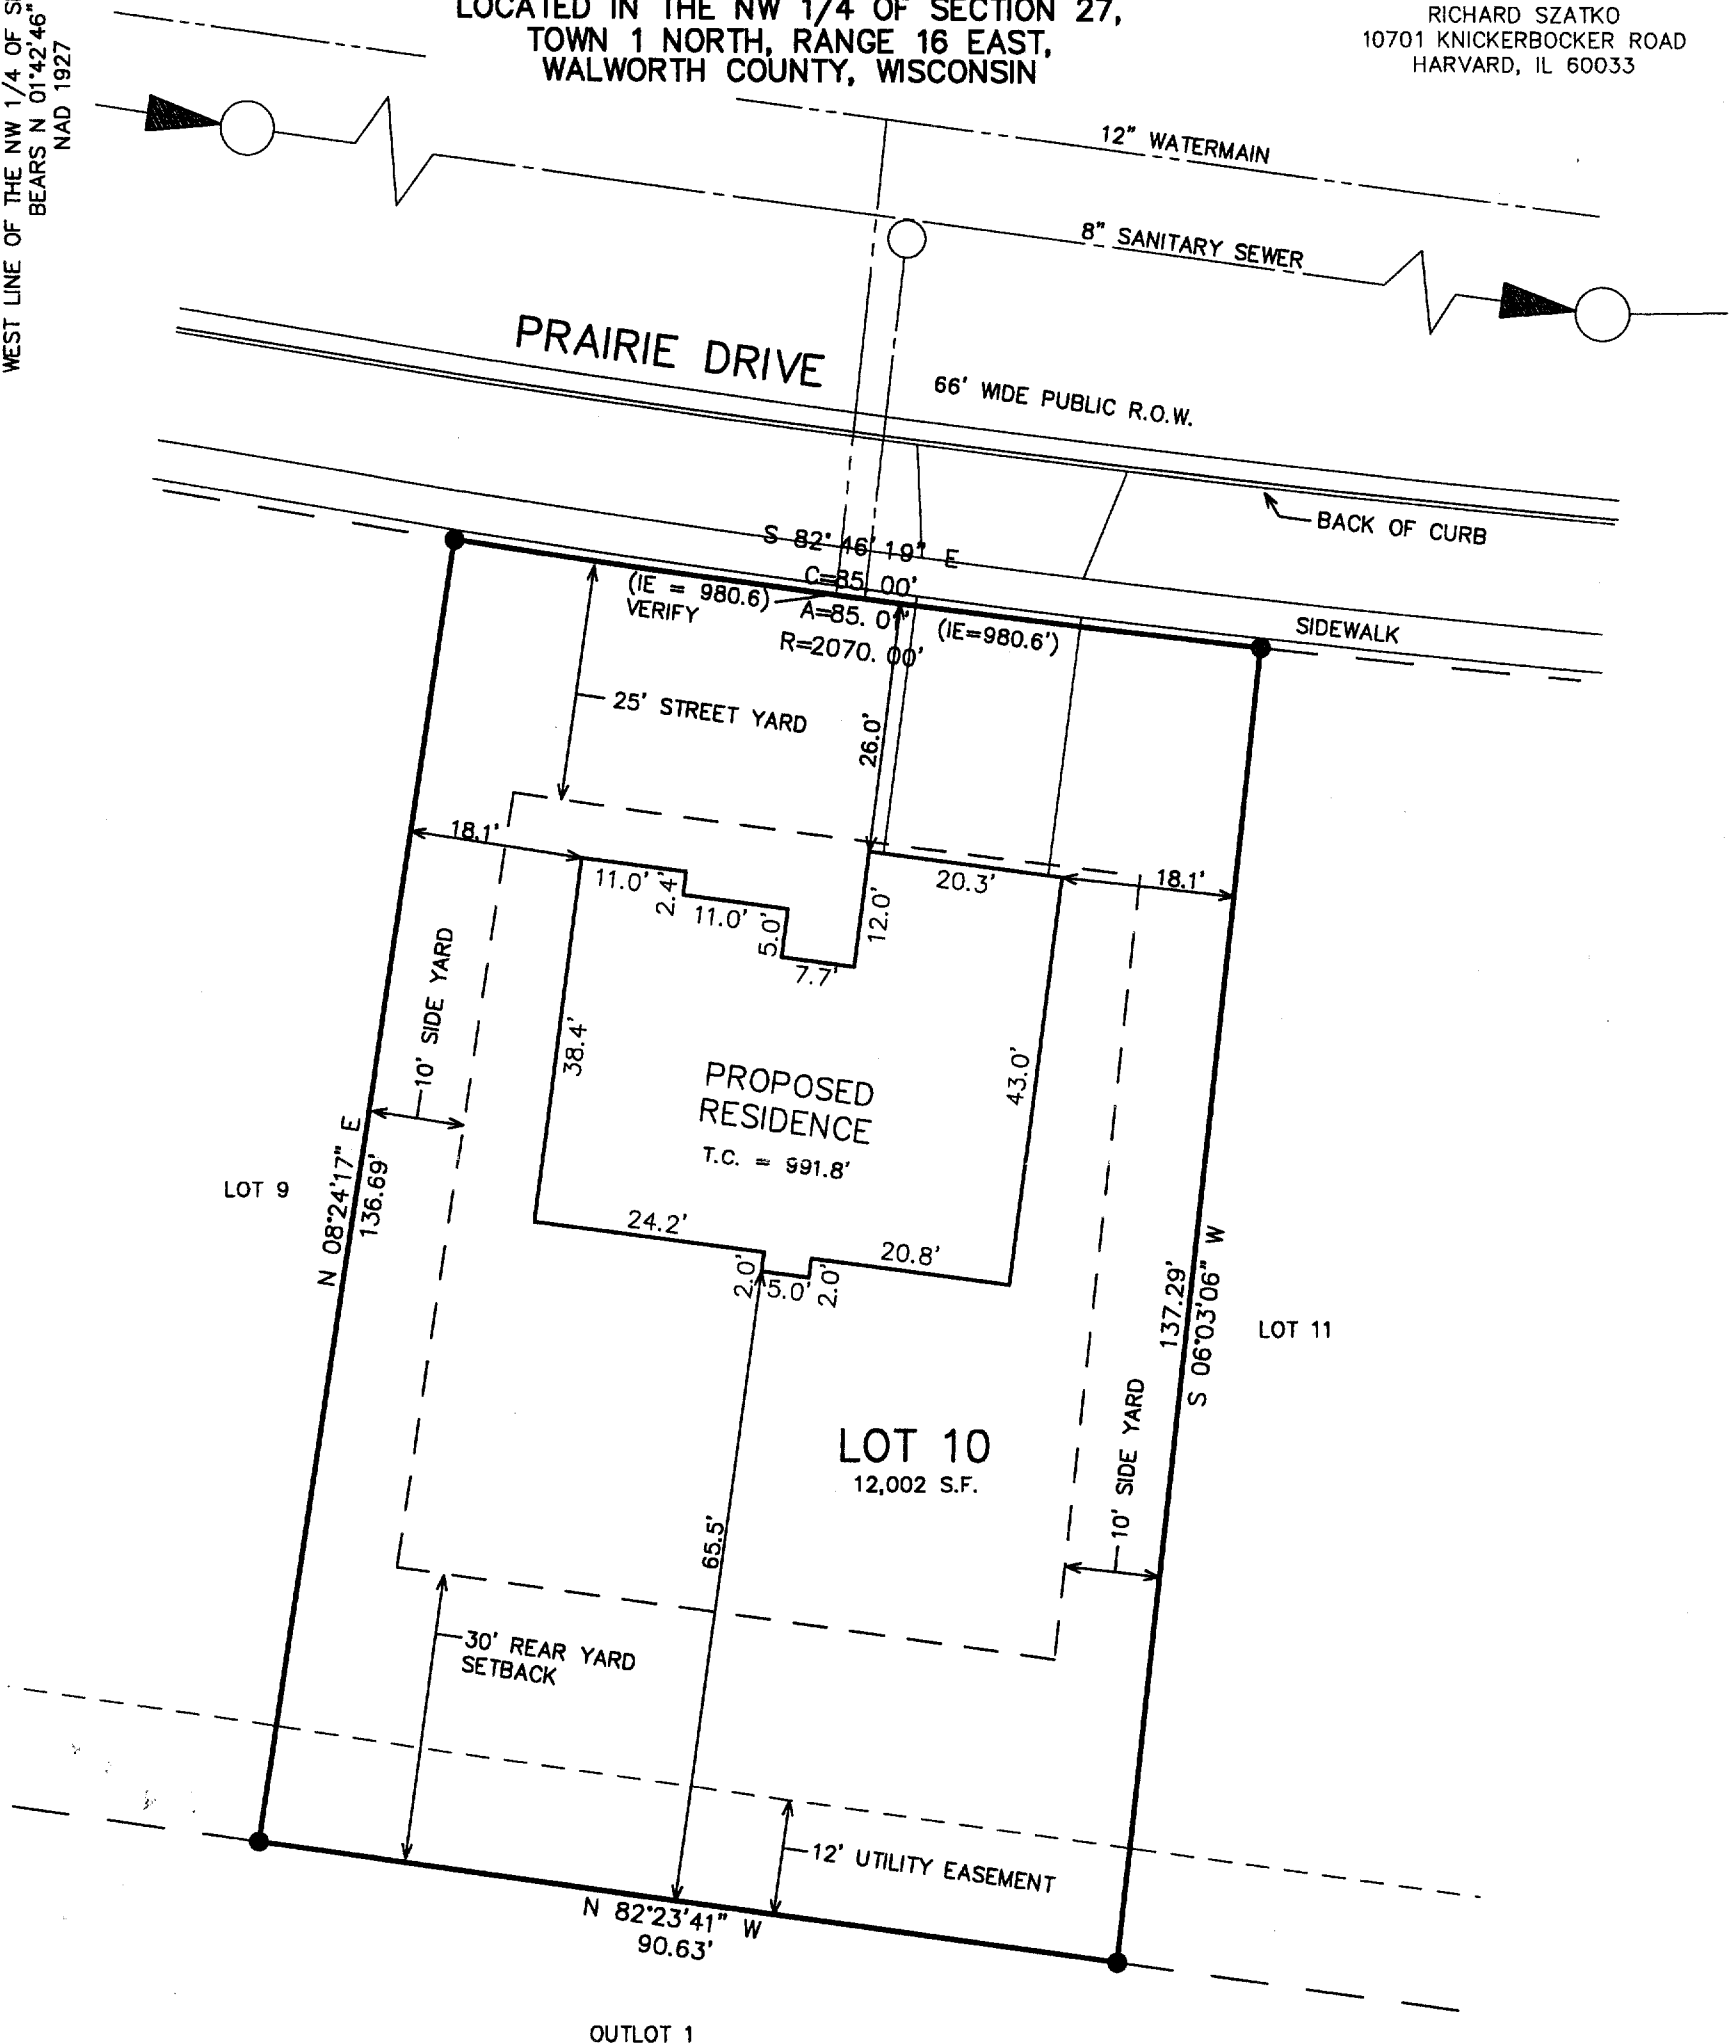 LOCATED IN THE NW 1/4 OF SECTION 27,
TOWN 1 NORTH, RANGE 16 EAST,
WALWORTH COUNTY, WISCONSIN
RICHARD SZATKO
10701 KNICKERBOCKER ROAD
HARVARD, IL 60033
WEST LINE OF THE NW 1/4 OF
BEARS N 01°42'46"
NAD 1927
12" WATERMAIN
8" SANITARY SEWER
PRAIRIE DRIVE
66' WIDE PUBLIC R.O.W.
BACK OF CURB
S 82° 46' 19" E
C=85.00'
(IE = 980.6)
VERIFY
A=85.01'
R=2070.00'
(IE=980.6')
SIDEWALK
25' STREET YARD
26.0'
18.1'
11.0'
2.4'
11.0'
5.0'
7.7'
12.0'
20.3'
18.1'
10' SIDE YARD
38.4'
43.0'
PROPOSED
RESIDENCE
T.C. = 991.8'
LOT 9
N 08°24'17" E
136.69'
24.2'
2.0'
5.0'
2.0'
20.8'
137.29'
S 06°03'06" W
LOT 11
LOT 10
12,002 S.F.
10' SIDE YARD
65.5'
30' REAR YARD
SETBACK
12' UTILITY EASEMENT
N 82°23'41" W
90.63'
OUTLOT 1